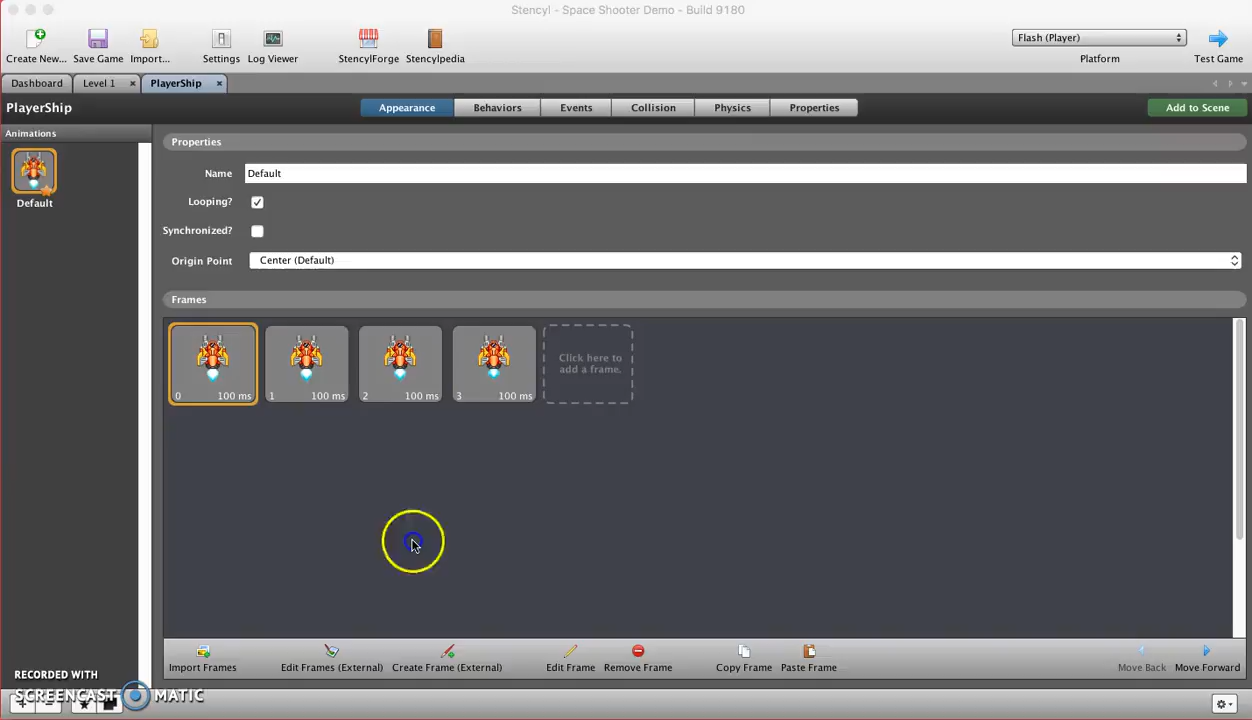 Stencyl - Space Shooter Demo - Build 9180
Create New... Save Game Import... Settings Log Viewer StencylForge Stencylpedia Flash (Player) Platform Test Game
Dashboard Level 1 × PlayerShip ×
PlayerShip Appearance Behaviors Events Collision Physics Properties Add to Scene
Animations
Default
Properties
Name Default
Looping?
Synchronized?
Origin Point Center (Default)
Frames
Click here to
add a frame.
0 100 ms 1 100 ms 2 100 ms 3 100 ms
Import Frames Edit Frames (External) Create Frame (External) Edit Frame Remove Frame Copy Frame Paste Frame Move Back Move Forward
RECORDED WITH
SCREENCAST MATIC